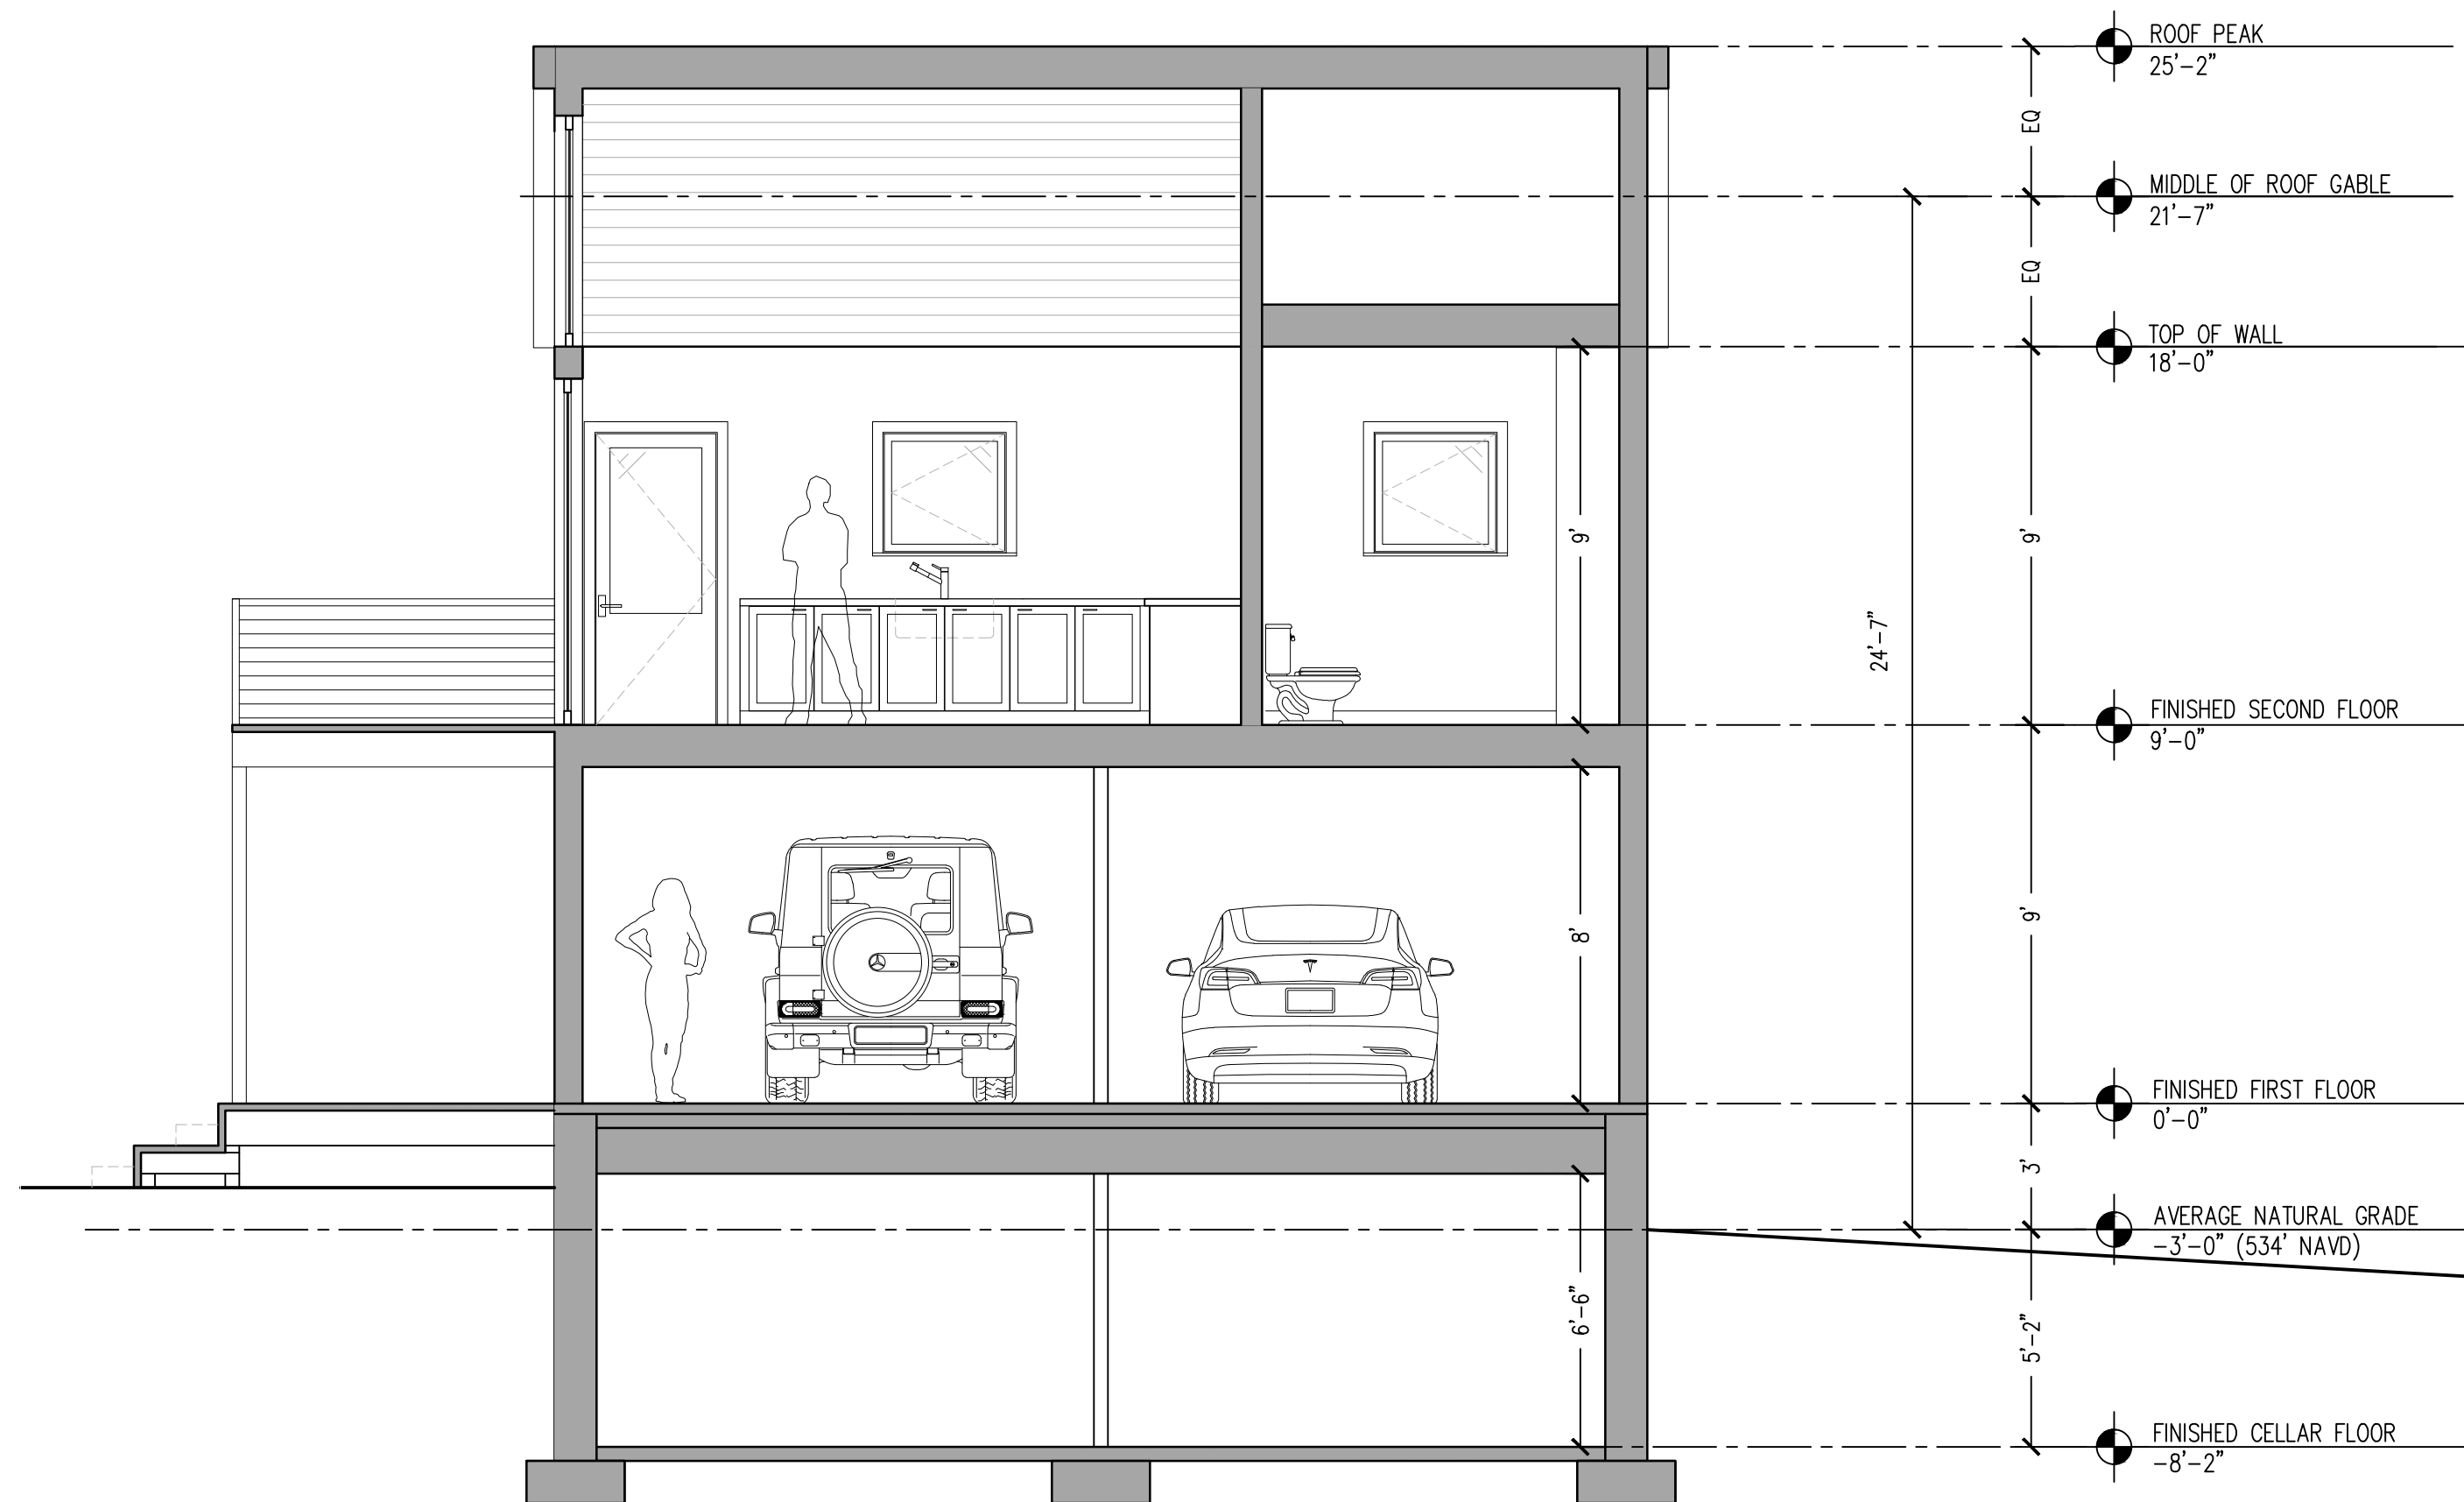 ROOF PEAK
25'-2"
EQ
MIDDLE OF ROOF GABLE
21'-7"
EQ
TOP OF WALL
18'-0"
9'
9'
24'-7"
FINISHED SECOND FLOOR
9'-0"
8'
9'
FINISHED FIRST FLOOR
0'-0"
3'
AVERAGE NATURAL GRADE
-3'-0" (534' NAVD)
6'-6"
5'-2"
FINISHED CELLAR FLOOR
-8'-2"